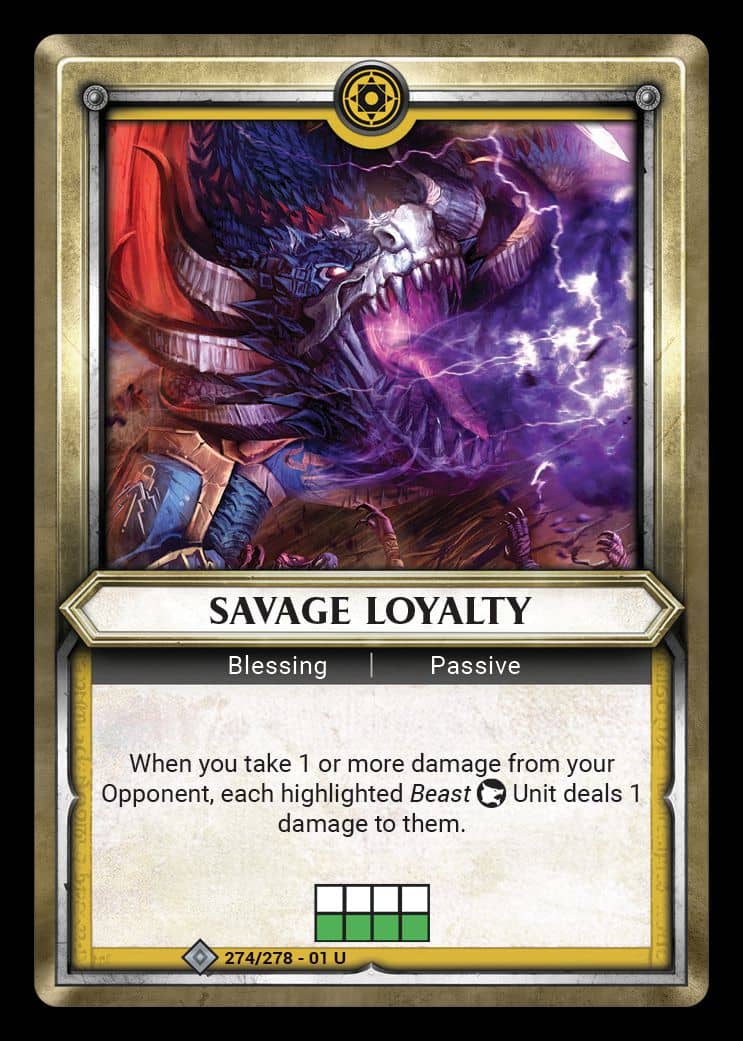 SAVAGE LOYALTY
Blessing | Passive
When you take 1 or more damage from your
Opponent, each highlighted Beast Unit deals 1
damage to them.
274/278 - 01 U